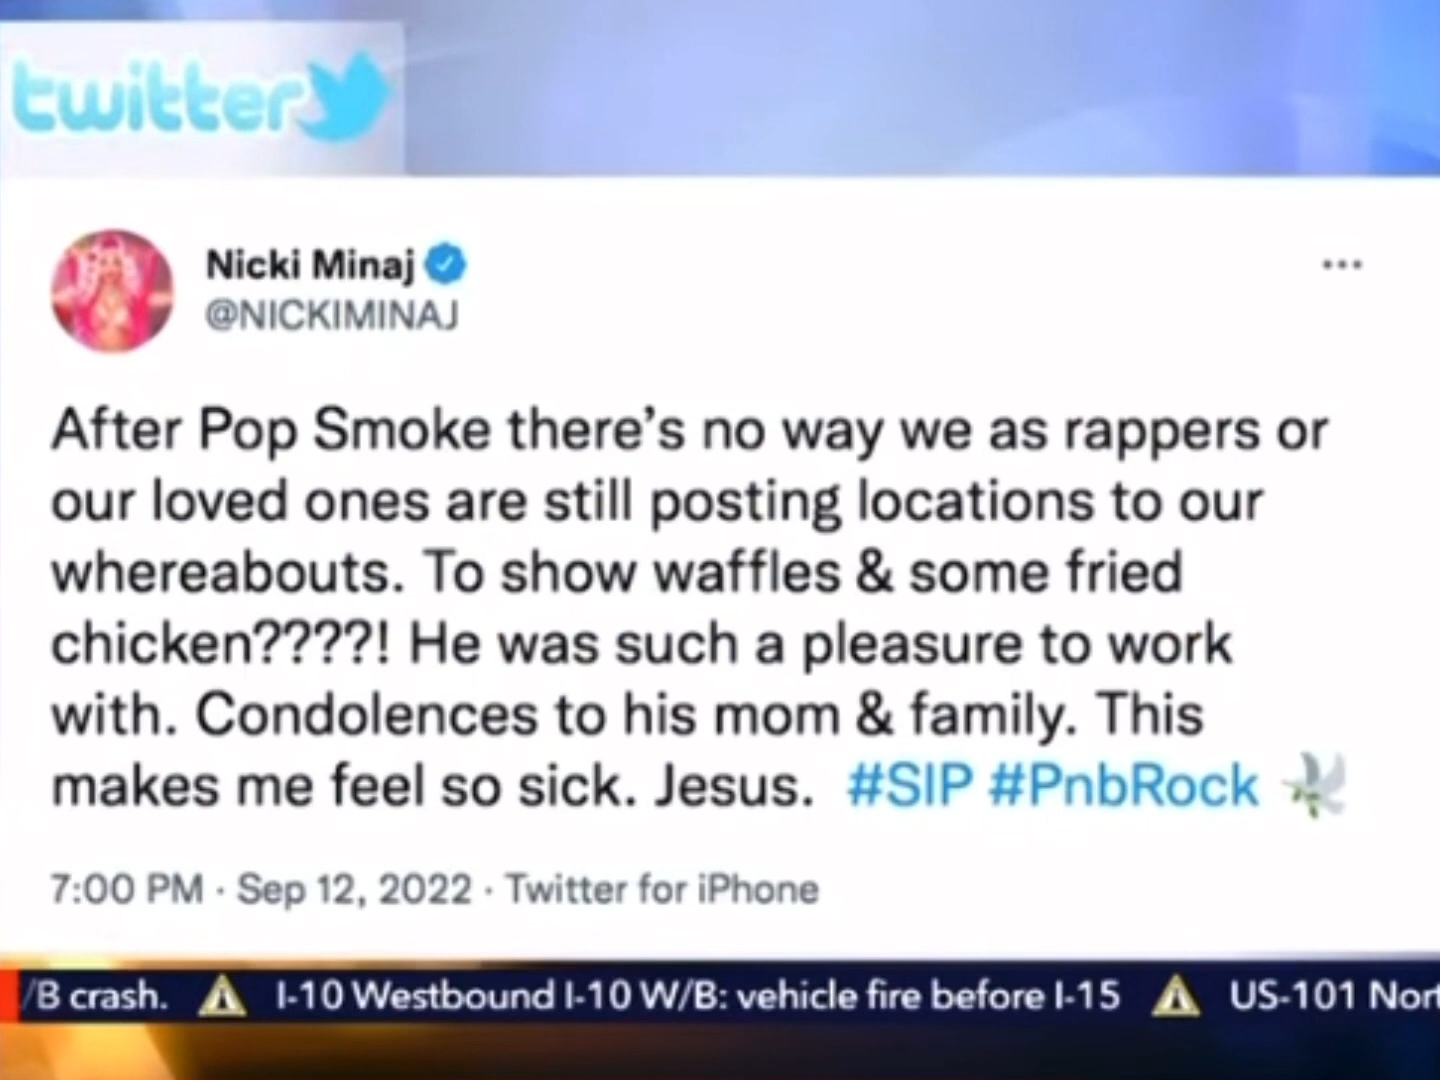 twitter
Nicki Minaj
@NICKIMINAJ
After Pop Smoke there's no way we as rappers or
our loved ones are still posting locations to our
whereabouts. To show waffles & some fried
chicken????! He was such a pleasure to work
with. Condolences to his mom & family. This
makes me feel so sick. Jesus. #SIP #PnbRock 🕊
7:00 PM · Sep 12, 2022 · Twitter for iPhone
/B crash. ⚠ I-10 Westbound I-10 W/B: vehicle fire before I-15 ⚠ US-101 Nort